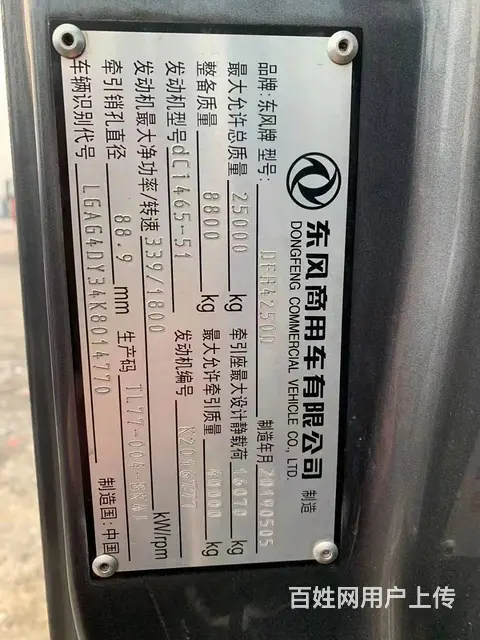 东风商用车有限公司 制造
DONGFENG COMMERCIAL VEHICLE CO., LTD.
品牌:东风牌 型号: 制造年月 20190505
最大允许总质量 25000 kg 牵引座最大设计静载荷 16070 kg
整备质量 8800 kg 最大允许牵引质量 40000 kg
发动机型号 dCi465-51 发动机编号
发动机最大净功率/转速 339/1800 kW/rpm
牵引销孔直径 88.9 mm 生产码
车辆识别代号 LGAG4DY34K8014770 制造国:中国
百姓网用户上传